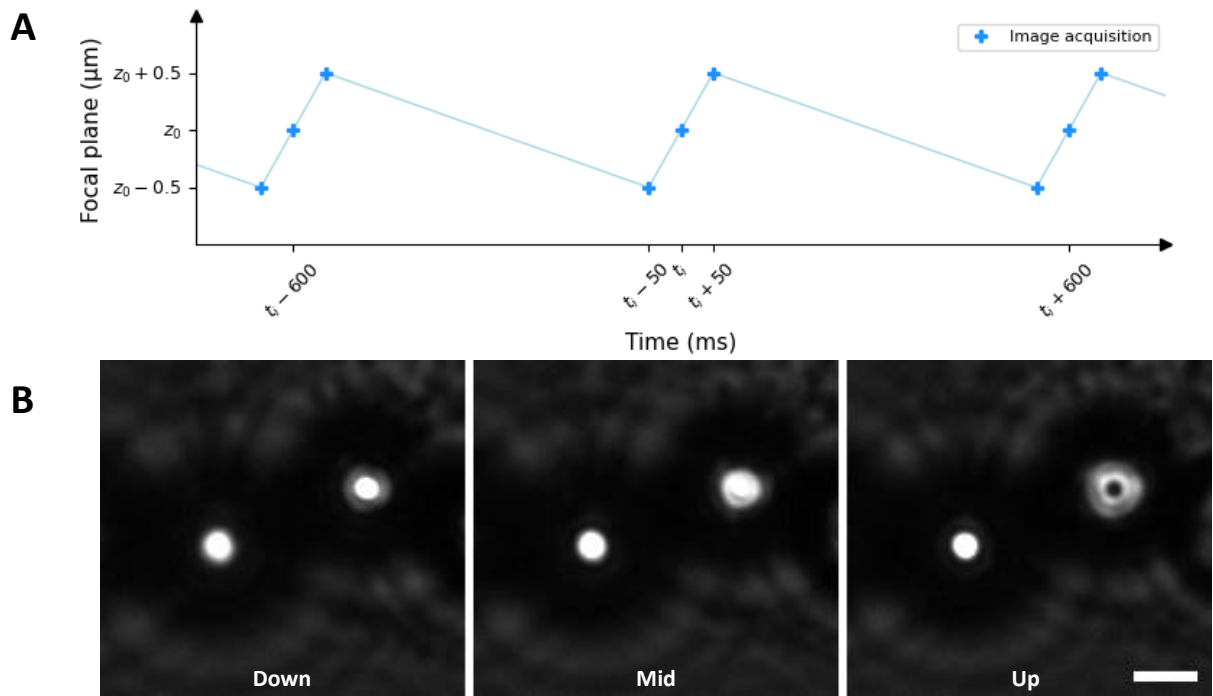 A
Focal plane (μm)
Image acquisition
z₀ + 0.5
z₀
z₀ − 0.5
tᵢ − 600
tᵢ − 50
tᵢ
tᵢ + 50
tᵢ + 600
Time (ms)
B
Down
Mid
Up